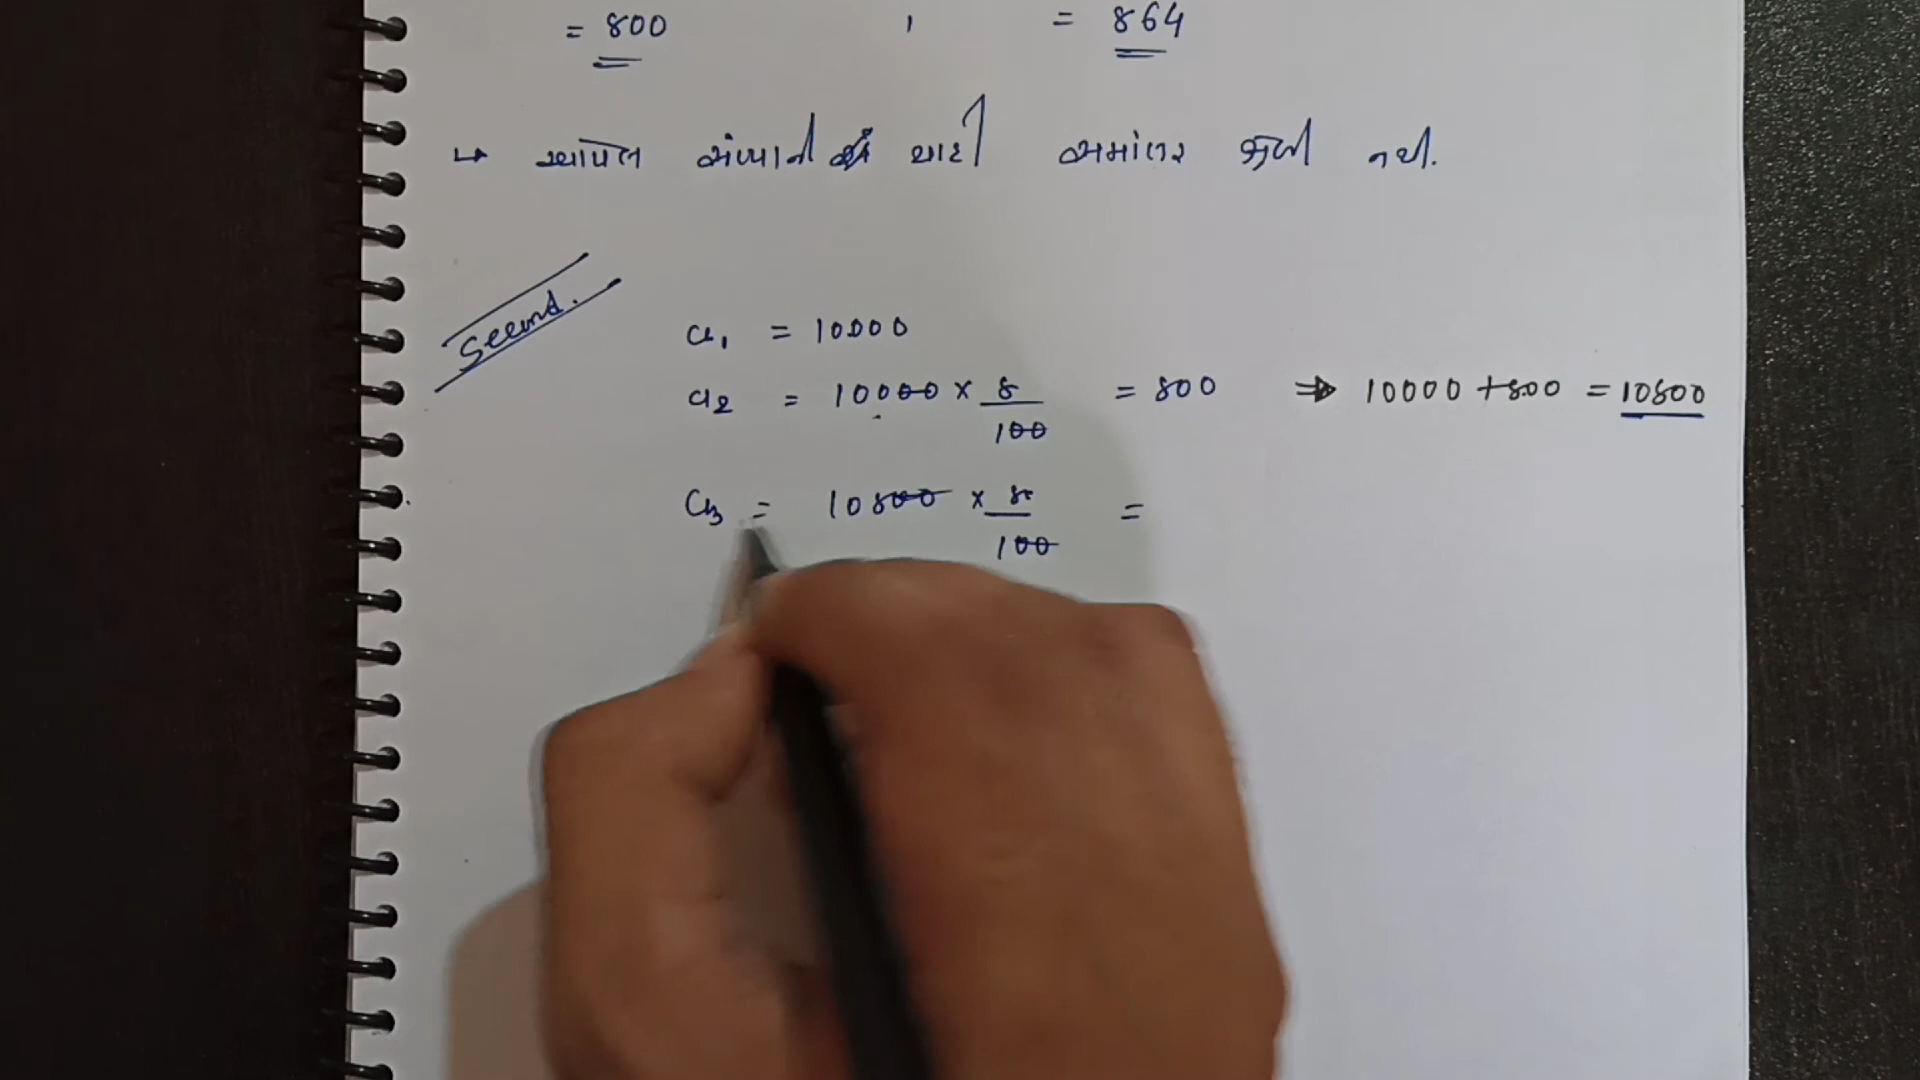 = 800 , = 864
↳ આપેલ સંખ્યાની યાદી સમાંતર શ્રેણી નથી.
Second.
a₁ = 10000
a₂ = 10000 × 8/100 = 800 ⇒ 10000 + 800 = 10800
a₃ = 10800 × 8/100 =